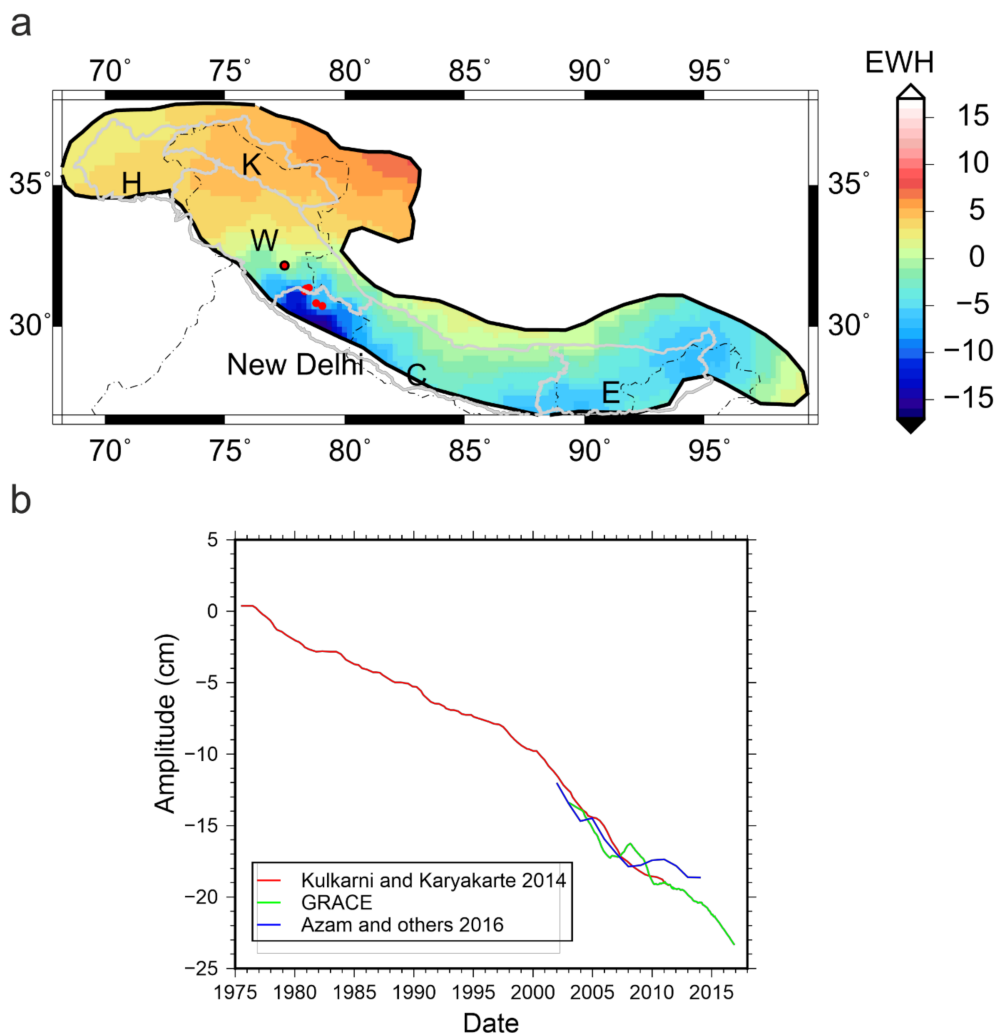 a
70° 75° 80° 85° 90° 95°
EWH
15
10
5
0
−5
−10
−15
35° 35°
30° 30°
K
H
W
New Delhi
C
E
70° 75° 80° 85° 90° 95°
b
5
0
−5
−10
−15
−20
−25
Amplitude (cm)
Kulkarni and Karyakarte 2014
GRACE
Azam and others 2016
1975 1980 1985 1990 1995 2000 2005 2010 2015
Date